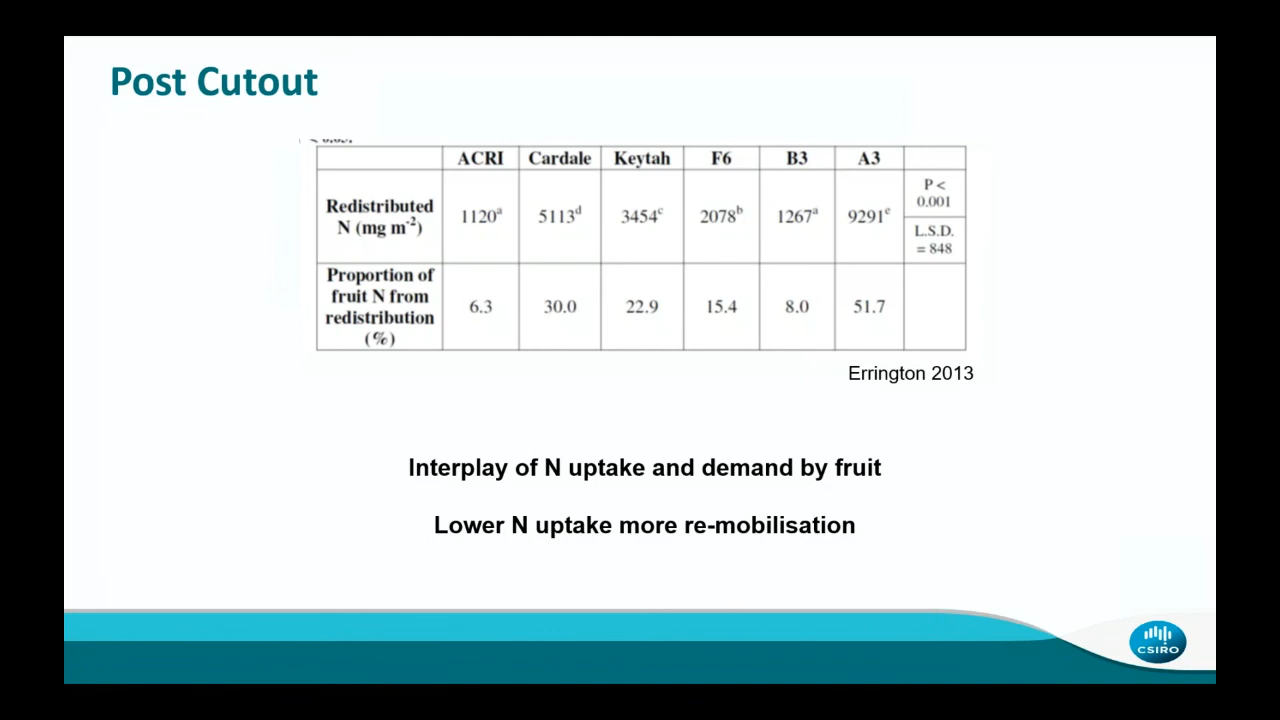 Post Cutout
ACRI Cardale Keytah F6 B3 A3
Redistributed
N (mg m⁻²)
1120ᵃ 5113ᵈ 3454ᶜ 2078ᵇ 1267ᵃ 9291ᵉ
P <
0.001
L.S.D.
= 848
Proportion of
fruit N from
redistribution
(%)
6.3 30.0 22.9 15.4 8.0 51.7
Errington 2013
Interplay of N uptake and demand by fruit
Lower N uptake more re-mobilisation
CSIRO